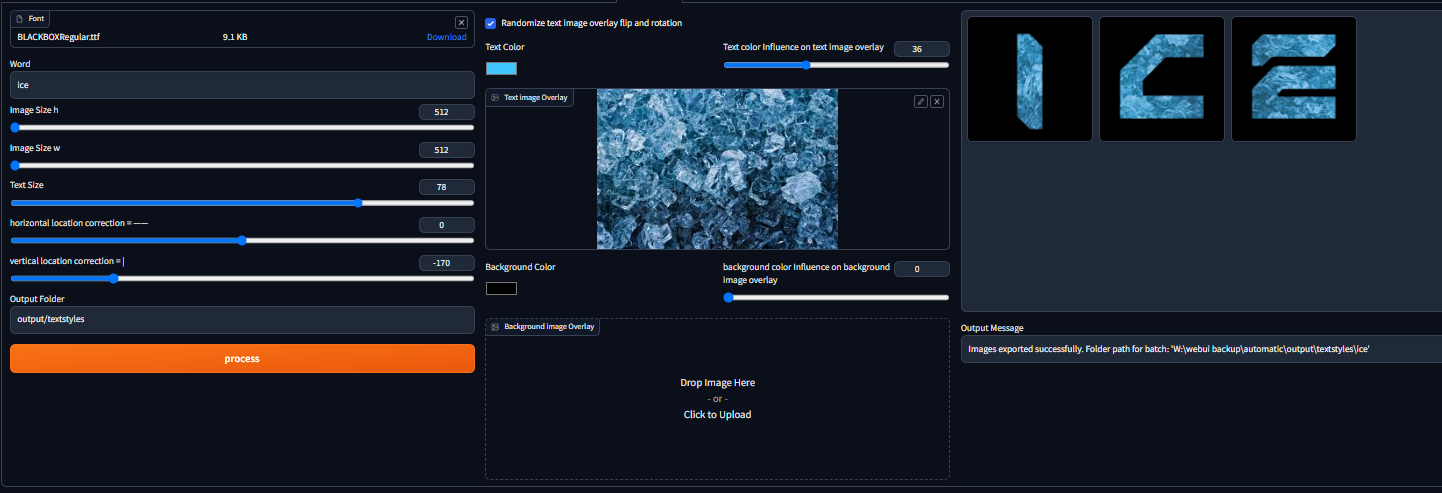 Font
BLACKBOXRegular.ttf 9.1 KB Download
Word
ice
Image Size h 512
Image Size w 512
Text Size 78
horizontal location correction = —— 0
vertical location correction = | -170
Output Folder
output/textstyles
process
Randomize text image overlay flip and rotation
Text Color
Text color Influence on text image overlay 36
Text image Overlay
Background Color
background color Influence on background image overlay 0
Background image Overlay
Drop Image Here
- or -
Click to Upload
I C E
Output Message
Images exported successfully. Folder path for batch: 'W:\webui backup\automatic\output\textstyles\ice'